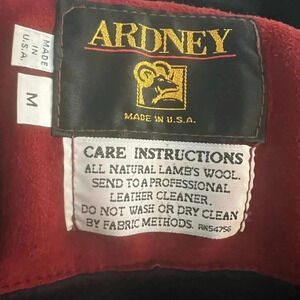 MADE IN
U.S.A.
M
ARDNEY
MADE IN U.S.A.
CARE INSTRUCTIONS
ALL NATURAL LAMB'S WOOL.
SEND TO A PROFESSIONAL
LEATHER CLEANER.
DO NOT WASH OR DRY CLEAN
BY FABRIC METHODS. RN54756